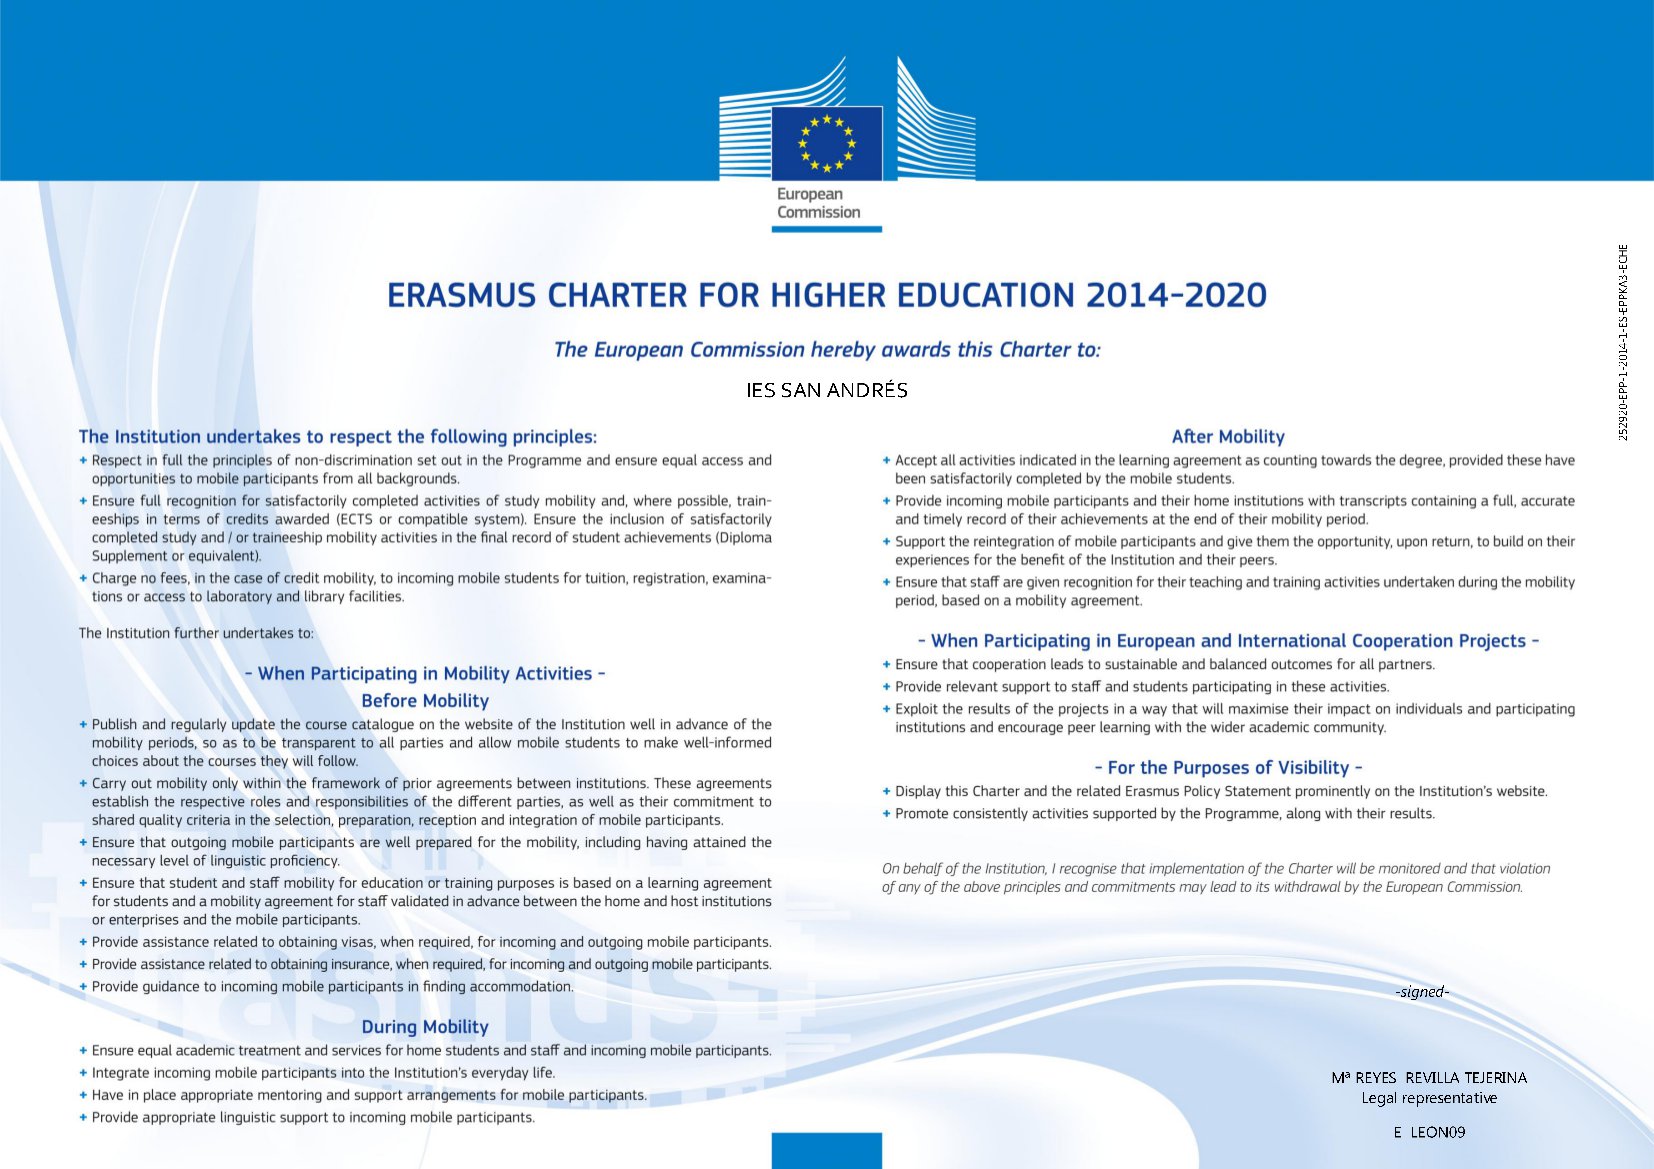 European
Commission
ERASMUS CHARTER FOR HIGHER EDUCATION 2014-2020
The European Commission hereby awards this Charter to:
IES SAN ANDRÉS
252920-EPP-1-2014-1-ES-EPPKA3-ECHE
The Institution undertakes to respect the following principles:
+ Respect in full the principles of non-discrimination set out in the Programme and ensure equal access and
opportunities to mobile participants from all backgrounds.
+ Ensure full recognition for satisfactorily completed activities of study mobility and, where possible, train-
eeships in terms of credits awarded (ECTS or compatible system). Ensure the inclusion of satisfactorily
completed study and / or traineeship mobility activities in the final record of student achievements (Diploma
Supplement or equivalent).
+ Charge no fees, in the case of credit mobility, to incoming mobile students for tuition, registration, examina-
tions or access to laboratory and library facilities.
The Institution further undertakes to:
- When Participating in Mobility Activities -
Before Mobility
+ Publish and regularly update the course catalogue on the website of the Institution well in advance of the
mobility periods, so as to be transparent to all parties and allow mobile students to make well-informed
choices about the courses they will follow.
+ Carry out mobility only within the framework of prior agreements between institutions. These agreements
establish the respective roles and responsibilities of the different parties, as well as their commitment to
shared quality criteria in the selection, preparation, reception and integration of mobile participants.
+ Ensure that outgoing mobile participants are well prepared for the mobility, including having attained the
necessary level of linguistic proficiency.
+ Ensure that student and staff mobility for education or training purposes is based on a learning agreement
for students and a mobility agreement for staff validated in advance between the home and host institutions
or enterprises and the mobile participants.
+ Provide assistance related to obtaining visas, when required, for incoming and outgoing mobile participants.
+ Provide assistance related to obtaining insurance, when required, for incoming and outgoing mobile participants.
+ Provide guidance to incoming mobile participants in finding accommodation.
During Mobility
+ Ensure equal academic treatment and services for home students and staff and incoming mobile participants.
+ Integrate incoming mobile participants into the Institution's everyday life.
+ Have in place appropriate mentoring and support arrangements for mobile participants.
+ Provide appropriate linguistic support to incoming mobile participants.
After Mobility
+ Accept all activities indicated in the learning agreement as counting towards the degree, provided these have
been satisfactorily completed by the mobile students.
+ Provide incoming mobile participants and their home institutions with transcripts containing a full, accurate
and timely record of their achievements at the end of their mobility period.
+ Support the reintegration of mobile participants and give them the opportunity, upon return, to build on their
experiences for the benefit of the Institution and their peers.
+ Ensure that staff are given recognition for their teaching and training activities undertaken during the mobility
period, based on a mobility agreement.
- When Participating in European and International Cooperation Projects -
+ Ensure that cooperation leads to sustainable and balanced outcomes for all partners.
+ Provide relevant support to staff and students participating in these activities.
+ Exploit the results of the projects in a way that will maximise their impact on individuals and participating
institutions and encourage peer learning with the wider academic community.
- For the Purposes of Visibility -
+ Display this Charter and the related Erasmus Policy Statement prominently on the Institution's website.
+ Promote consistently activities supported by the Programme, along with their results.
On behalf of the Institution, I recognise that implementation of the Charter will be monitored and that violation
of any of the above principles and commitments may lead to its withdrawal by the European Commission.
-signed-
Mª REYES REVILLA TEJERINA
Legal representative
E LEON09
Erasmus+